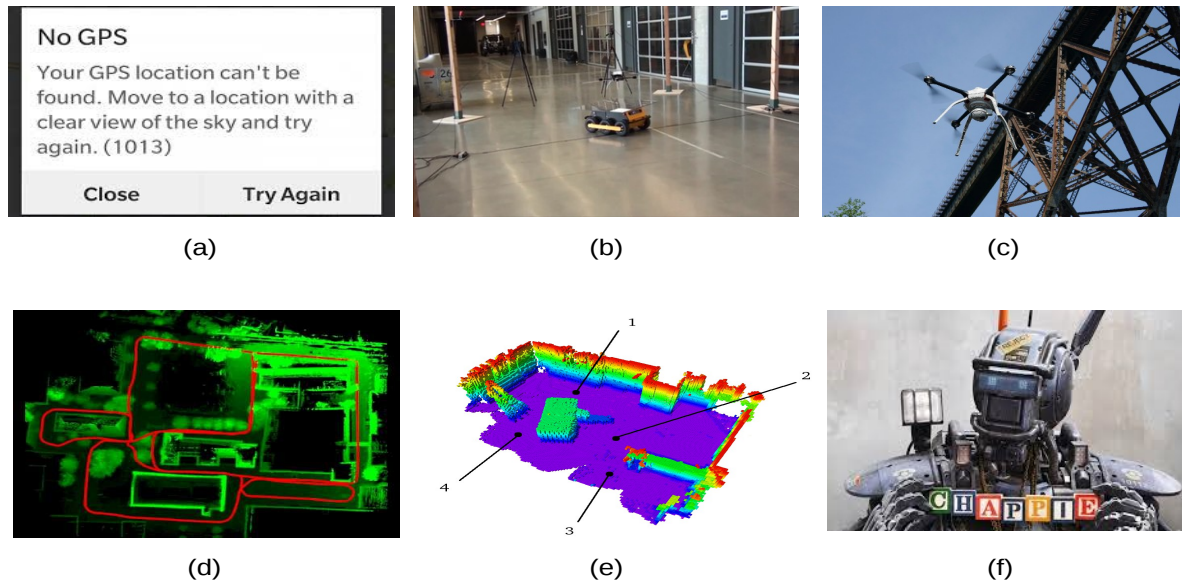 No GPS
Your GPS location can't be
found. Move to a location with a
clear view of the sky and try
again. (1013)
Close Try Again
26
(a) (b) (c)
1
2
4
3
CHAPPIE
(d) (e) (f)